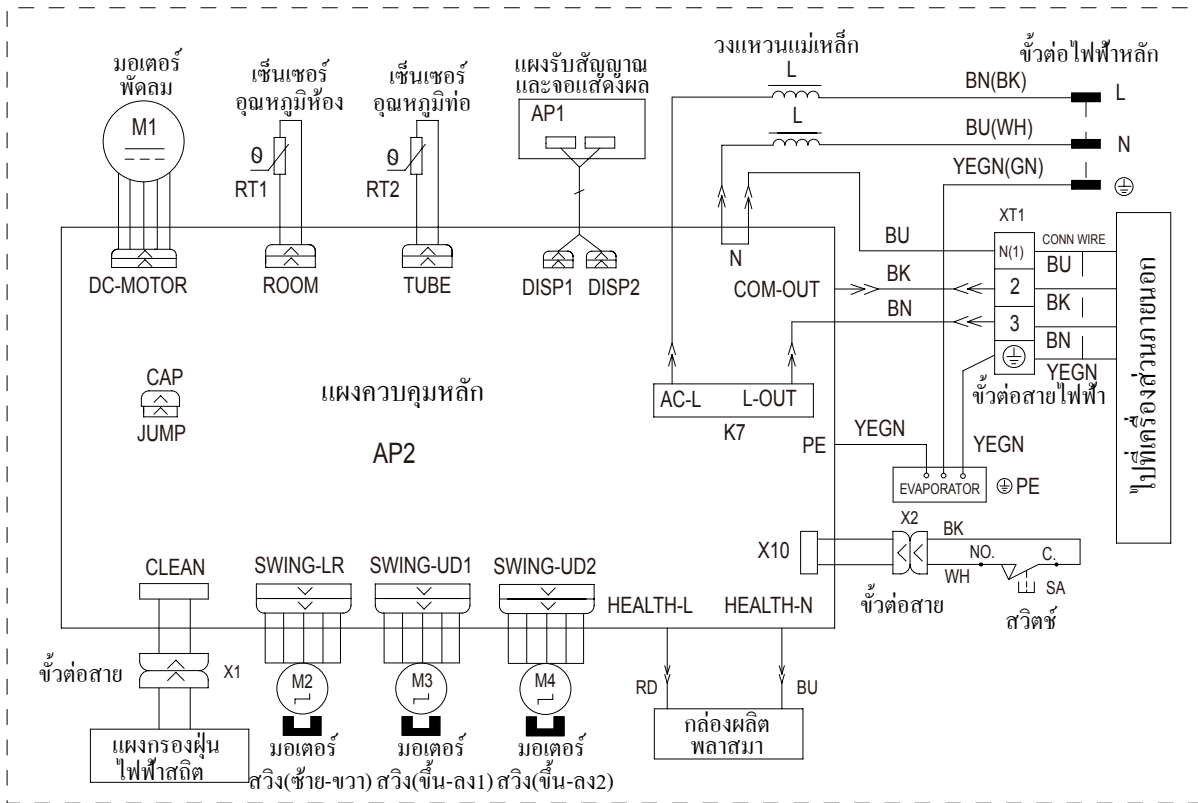 มอเตอร์
พัดลม
M1
DC-MOTOR
เซ็นเซอร์
อุณหภูมิห้อง
θ
RT1
ROOM
เซ็นเซอร์
อุณหภูมิท่อ
θ
RT2
TUBE
แผงรับสัญญาณ
และจอแสดงผล
AP1
DISP1
DISP2
วงแหวนแม่เหล็ก
L
L
ขั้วต่อไฟฟ้าหลัก
BN(BK)
L
BU(WH)
N
YEGN(GN)
XT1
N
BU
N(1)
CONN WIRE
BU
COM-OUT
BK
2
BK
BN
3
BN
YEGN
ขั้วต่อสายไฟฟ้า
ไปที่เครื่องส่วนภายนอก
CAP
JUMP
แผงควบคุมหลัก
AP2
AC-L
L-OUT
K7
PE
YEGN
YEGN
EVAPORATOR
PE
X10
X2
BK
NO.
C.
WH
SA
ขั้วต่อสาย
สวิตช์
CLEAN
SWING-LR
SWING-UD1
SWING-UD2
HEALTH-L
HEALTH-N
ขั้วต่อสาย
X1
M2
M3
M4
RD
BU
แผงกรองฝุ่น
ไฟฟ้าสถิต
มอเตอร์
สวิง(ซ้าย-ขวา)
มอเตอร์
สวิง(ขึ้น-ลง1)
มอเตอร์
สวิง(ขึ้น-ลง2)
กล่องผลิต
พลาสมา